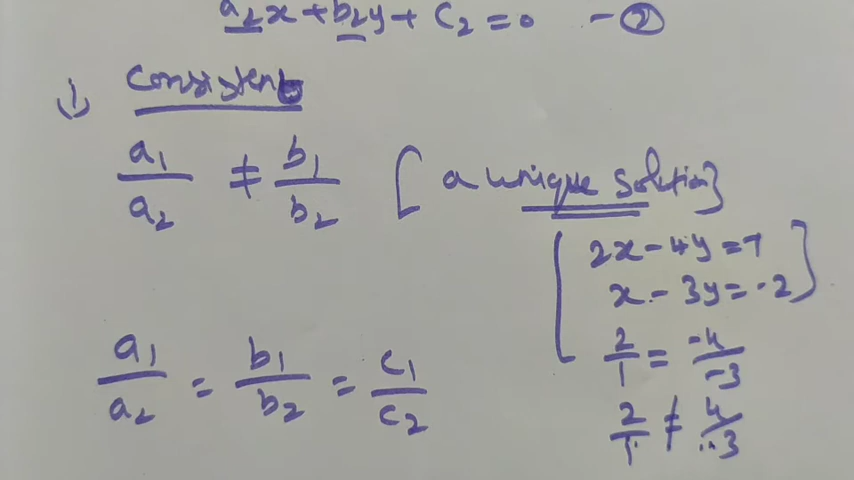 a₂x + b₂y + c₂ = 0 - ②
↓ Consistent
a₁/a₂ ≠ b₁/b₂ [a unique solution]
[2x - 4y = 7
x - 3y = -2]
2/1 = -4/-3
a₁/a₂ = b₁/b₂ = c₁/c₂
2/1 ≠ 4/3